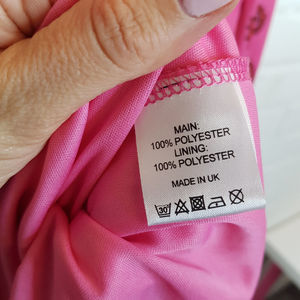 MAIN:
100% POLYESTER
LINING:
100% POLYESTER
MADE IN UK
30°